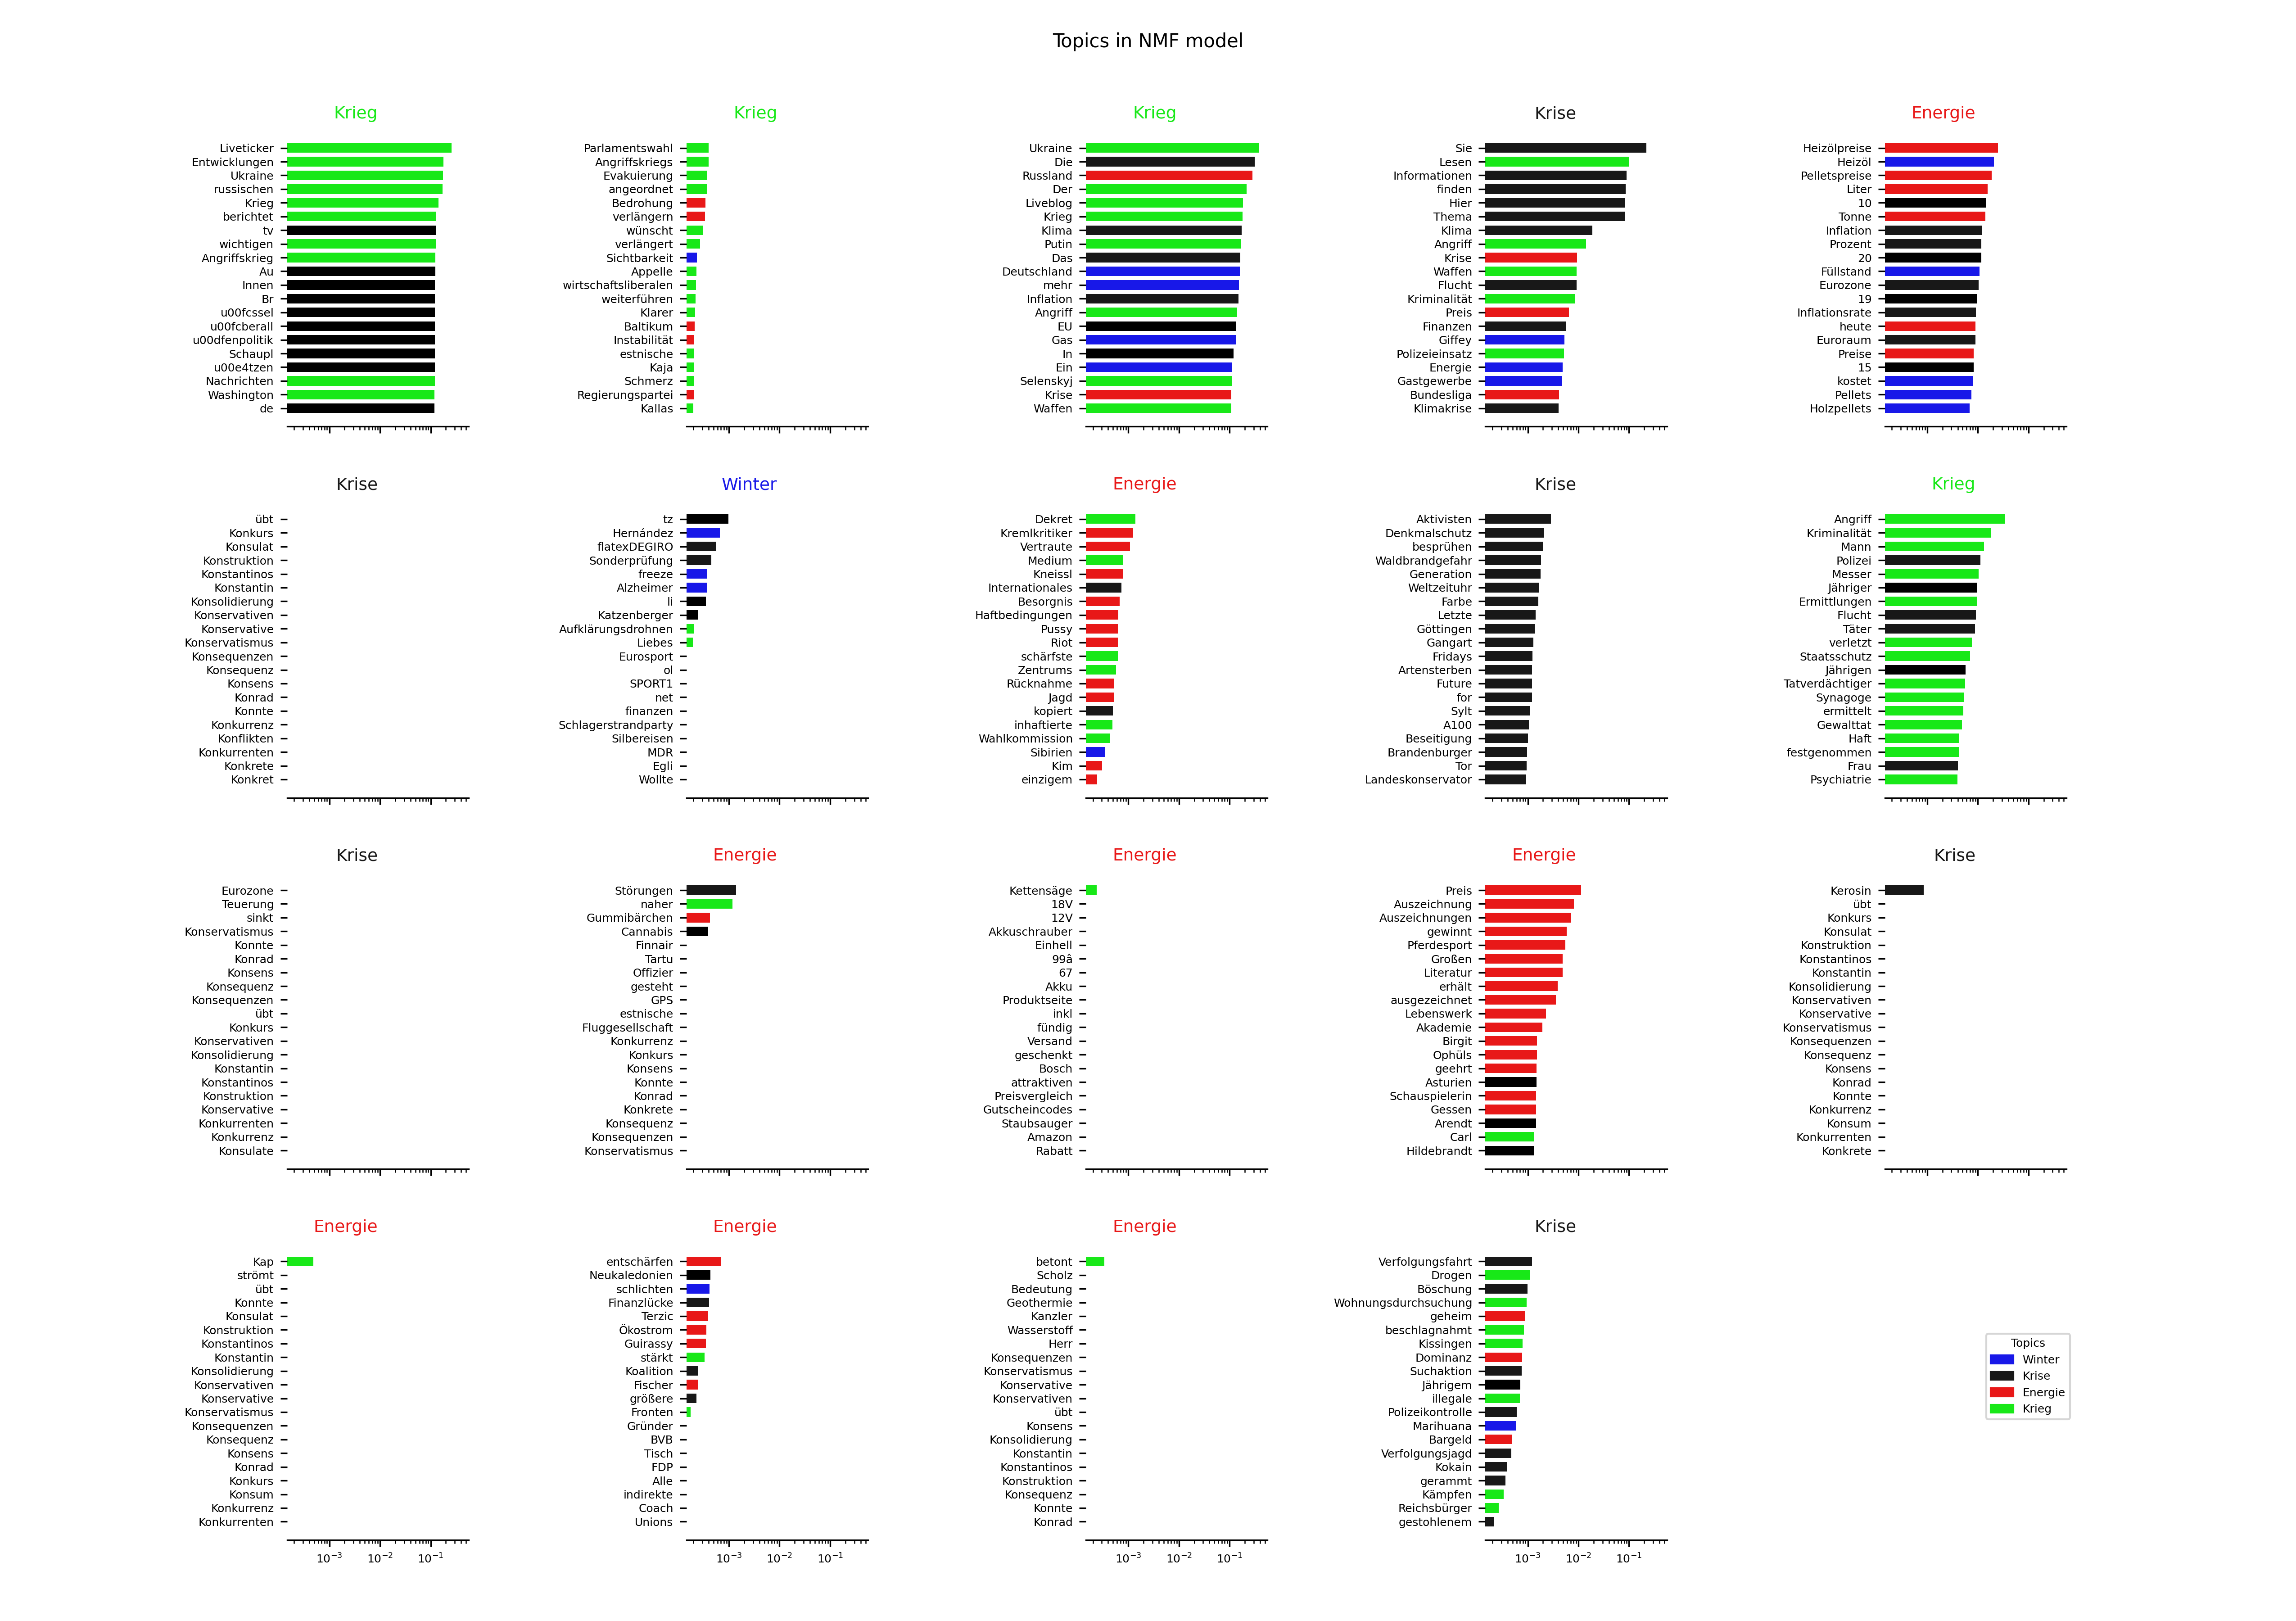 Topics in NMF model
Krieg
Liveticker
Entwicklungen
Ukraine
russischen
Krieg
berichtet
tv
wichtigen
Angriffskrieg
Au
Innen
Br
u00fcssel
u00fcberall
u00dfenpolitik
Schaupl
u00e4tzen
Nachrichten
Washington
de
Krieg
Parlamentswahl
Angriffskriegs
Evakuierung
angeordnet
Bedrohung
verlängern
wünscht
verlängert
Sichtbarkeit
Appelle
wirtschaftsliberalen
weiterführen
Klarer
Baltikum
Instabilität
estnische
Kaja
Schmerz
Regierungspartei
Kallas
Krieg
Ukraine
Die
Russland
Der
Liveblog
Krieg
Klima
Putin
Das
Deutschland
mehr
Inflation
Angriff
EU
Gas
In
Ein
Selenskyj
Krise
Waffen
Krise
Sie
Lesen
Informationen
finden
Hier
Thema
Klima
Angriff
Krise
Waffen
Flucht
Kriminalität
Preis
Finanzen
Giffey
Polizeieinsatz
Energie
Gastgewerbe
Bundesliga
Klimakrise
Energie
Heizölpreise
Heizöl
Pelletspreise
Liter
10
Tonne
Inflation
Prozent
20
Füllstand
Eurozone
19
Inflationsrate
heute
Euroraum
Preise
15
kostet
Pellets
Holzpellets
Krise
übt
Konkurs
Konsulat
Konstruktion
Konstantinos
Konstantin
Konsolidierung
Konservativen
Konservative
Konservatismus
Konsequenzen
Konsequenz
Konsens
Konrad
Konnte
Konkurrenz
Konflikten
Konkurrenten
Konkrete
Konkret
Winter
tz
Hernández
flatexDEGIRO
Sonderprüfung
freeze
Alzheimer
li
Katzenberger
Aufklärungsdrohnen
Liebes
Eurosport
ol
SPORT1
net
finanzen
Schlagerstrandparty
Silbereisen
MDR
Egli
Wollte
Energie
Dekret
Kremlkritiker
Vertraute
Medium
Kneissl
Internationales
Besorgnis
Haftbedingungen
Pussy
Riot
schärfste
Zentrums
Rücknahme
Jagd
kopiert
inhaftierte
Wahlkommission
Sibirien
Kim
einzigem
Krise
Aktivisten
Denkmalschutz
besprühen
Waldbrandgefahr
Generation
Weltzeituhr
Farbe
Letzte
Göttingen
Gangart
Fridays
Artensterben
Future
for
Sylt
A100
Beseitigung
Brandenburger
Tor
Landeskonservator
Krieg
Angriff
Kriminalität
Mann
Polizei
Messer
Jähriger
Ermittlungen
Flucht
Täter
verletzt
Staatsschutz
Jährigen
Tatverdächtiger
Synagoge
ermittelt
Gewalttat
Haft
festgenommen
Frau
Psychiatrie
Krise
Eurozone
Teuerung
sinkt
Konservatismus
Konnte
Konrad
Konsens
Konsequenz
Konsequenzen
übt
Konkurs
Konservativen
Konsolidierung
Konstantin
Konstantinos
Konstruktion
Konservative
Konkurrenten
Konkurrenz
Konsulate
Energie
Störungen
naher
Gummibärchen
Cannabis
Finnair
Tartu
Offizier
gesteht
GPS
estnische
Fluggesellschaft
Konkurrenz
Konkurs
Konsens
Konnte
Konrad
Konkrete
Konsequenz
Konsequenzen
Konservatismus
Energie
Kettensäge
18V
12V
Akkuschrauber
Einhell
99â
67
Akku
Produktseite
inkl
fündig
Versand
geschenkt
Bosch
attraktiven
Preisvergleich
Gutscheincodes
Staubsauger
Amazon
Rabatt
Energie
Preis
Auszeichnung
Auszeichnungen
gewinnt
Pferdesport
Großen
Literatur
erhält
ausgezeichnet
Lebenswerk
Akademie
Birgit
Ophüls
geehrt
Asturien
Schauspielerin
Gessen
Arendt
Carl
Hildebrandt
Krise
Kerosin
übt
Konkurs
Konsulat
Konstruktion
Konstantinos
Konstantin
Konsolidierung
Konservativen
Konservative
Konservatismus
Konsequenzen
Konsequenz
Konsens
Konrad
Konnte
Konkurrenz
Konsum
Konkurrenten
Konkrete
Energie
Kap
strömt
übt
Konnte
Konsulat
Konstruktion
Konstantinos
Konstantin
Konsolidierung
Konservativen
Konservative
Konservatismus
Konsequenzen
Konsequenz
Konsens
Konrad
Konkurs
Konsum
Konkurrenz
Konkurrenten
10⁻³ 10⁻² 10⁻¹
Energie
entschärfen
Neukaledonien
schlichten
Finanzlücke
Terzic
Ökostrom
Guirassy
stärkt
Koalition
Fischer
größere
Fronten
Gründer
BVB
Tisch
FDP
Alle
indirekte
Coach
Unions
10⁻³ 10⁻² 10⁻¹
Energie
betont
Scholz
Bedeutung
Geothermie
Kanzler
Wasserstoff
Herr
Konsequenzen
Konservatismus
Konservative
Konservativen
übt
Konsens
Konsolidierung
Konstantin
Konstantinos
Konstruktion
Konsequenz
Konnte
Konrad
10⁻³ 10⁻² 10⁻¹
Krise
Verfolgungsfahrt
Drogen
Böschung
Wohnungsdurchsuchung
geheim
beschlagnahmt
Kissingen
Dominanz
Suchaktion
Jährigem
illegale
Polizeikontrolle
Marihuana
Bargeld
Verfolgungsjagd
Kokain
gerammt
Kämpfen
Reichsbürger
gestohlenem
10⁻³ 10⁻² 10⁻¹
Topics
Winter
Krise
Energie
Krieg